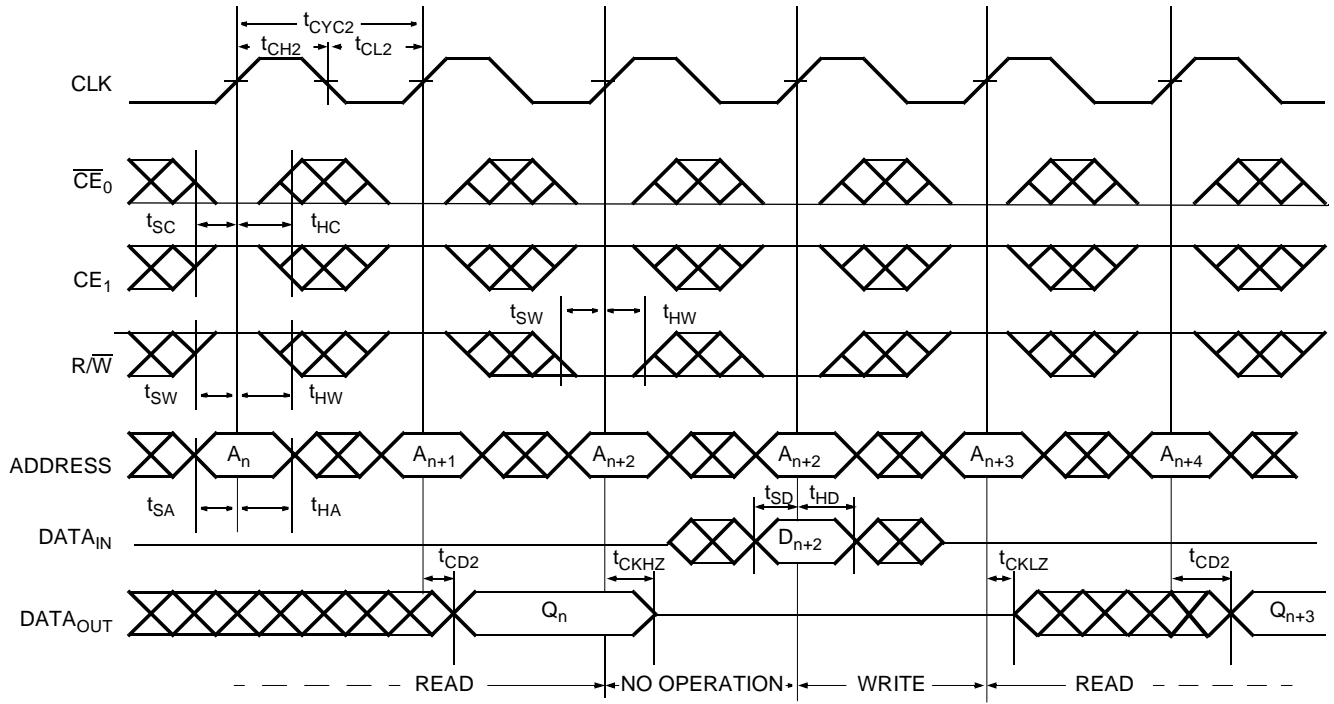 tCYC2
tCH2 tCL2
CLK
CE0
tSC tHC
CE1
tSW tHW
R/W
tSW tHW
ADDRESS An An+1 An+2 An+2 An+3 An+4
tSA tHA tSD tHD
DATAIN Dn+2
tCD2 tCKHZ tCKLZ tCD2
DATAOUT Qn Qn+3
READ NO OPERATION WRITE READ